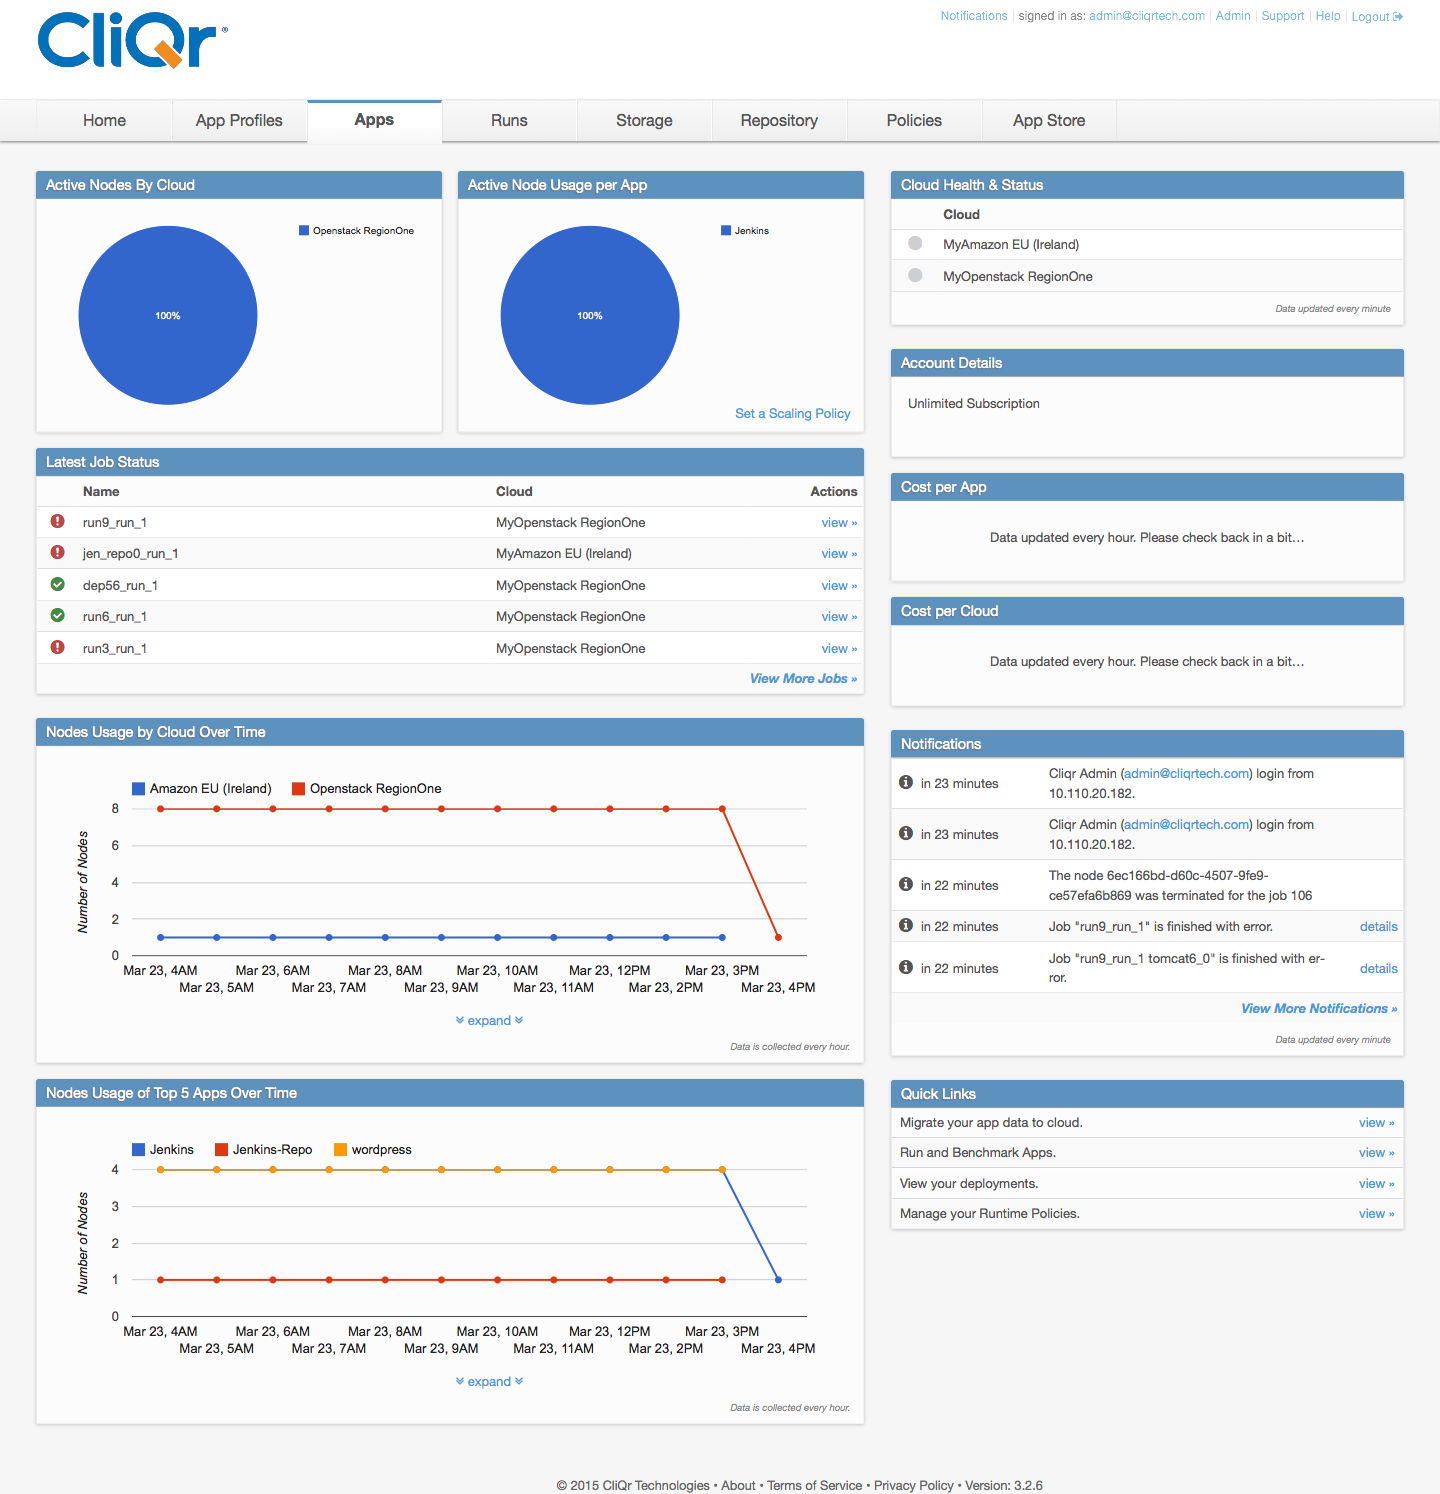 CliQr®
Notifications signed in as: admin@cliqrtech.com Admin Support Help Logout
Home App Profiles Apps Runs Storage Repository Policies App Store
Active Nodes By Cloud
Openstack RegionOne
100%
Active Node Usage per App
Jenkins
100%
Set a Scaling Policy
Latest Job Status
Name Cloud Actions
run9_run_1 MyOpenstack RegionOne view »
jen_repo0_run_1 MyAmazon EU (Ireland) view »
dep56_run_1 MyOpenstack RegionOne view »
run6_run_1 MyOpenstack RegionOne view »
run3_run_1 MyOpenstack RegionOne view »
View More Jobs »
Nodes Usage by Cloud Over Time
Amazon EU (Ireland) Openstack RegionOne
Number of Nodes
8
6
4
2
0
Mar 23, 4AM Mar 23, 6AM Mar 23, 8AM Mar 23, 10AM Mar 23, 12PM Mar 23, 3PM
Mar 23, 5AM Mar 23, 7AM Mar 23, 9AM Mar 23, 11AM Mar 23, 2PM Mar 23, 4PM
expand
Data is collected every hour.
Nodes Usage of Top 5 Apps Over Time
Jenkins Jenkins-Repo wordpress
Number of Nodes
4
3
2
1
0
Mar 23, 4AM Mar 23, 6AM Mar 23, 8AM Mar 23, 10AM Mar 23, 12PM Mar 23, 3PM
Mar 23, 5AM Mar 23, 7AM Mar 23, 9AM Mar 23, 11AM Mar 23, 2PM Mar 23, 4PM
expand
Data is collected every hour.
Cloud Health & Status
Cloud
MyAmazon EU (Ireland)
MyOpenstack RegionOne
Data updated every minute
Account Details
Unlimited Subscription
Cost per App
Data updated every hour. Please check back in a bit...
Cost per Cloud
Data updated every hour. Please check back in a bit...
Notifications
in 23 minutes Cliqr Admin (admin@cliqrtech.com) login from
10.110.20.182.
in 23 minutes Cliqr Admin (admin@cliqrtech.com) login from
10.110.20.182.
in 22 minutes The node 6ec166bd-d60c-4507-9fe9-
ce57efa6b869 was terminated for the job 106
in 22 minutes Job "run9_run_1" is finished with error. details
in 22 minutes Job "run9_run_1 tomcat6_0" is finished with er-
ror. details
View More Notifications »
Data updated every minute
Quick Links
Migrate your app data to cloud. view »
Run and Benchmark Apps. view »
View your deployments. view »
Manage your Runtime Policies. view »
© 2015 CliQr Technologies • About • Terms of Service • Privacy Policy • Version: 3.2.6